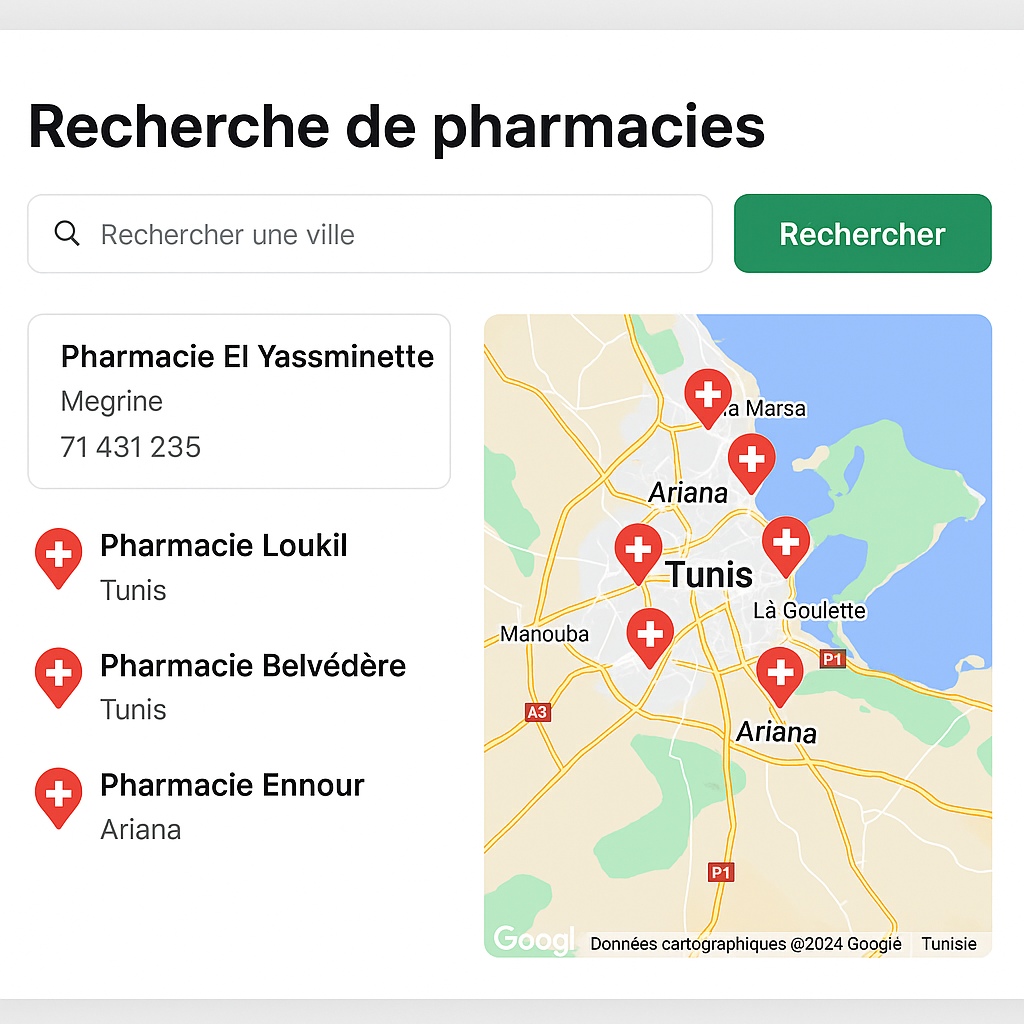 Recherche de pharmacies
Rechercher une ville
Rechercher
Pharmacie El Yassminette
Megrine
71 431 235
Pharmacie Loukil
Tunis
Pharmacie Belvédère
Tunis
Pharmacie Ennour
Ariana
la Marsa
Ariana
Tunis
Là Goulette
Manouba
P1
A3
Ariana
P1
Googl
Données cartographiques @2024 Googie Tunisie